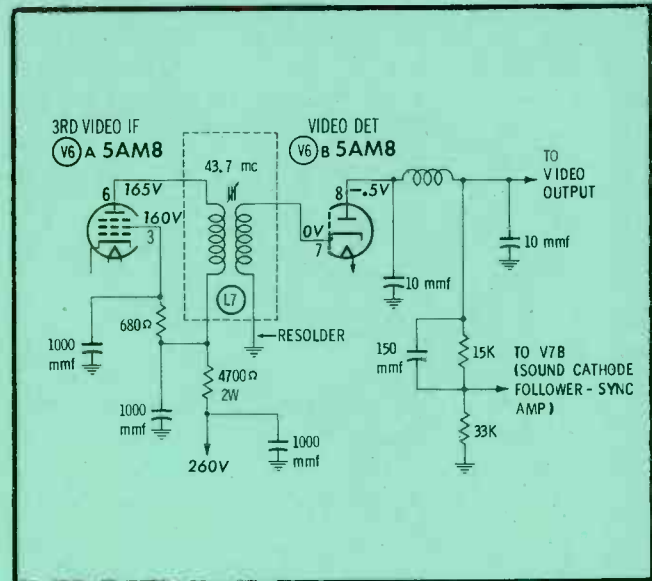 3RD VIDEO IF
V6 A 5AM8
VIDEO DET
V6 B 5AM8
43.7 mc
6
165V
160V
3
8
-.5V
0V
7
TO
VIDEO
OUTPUT
10 mmf
10 mmf
L7
RESOLDER
680Ω
1000
mmf
1000
mmf
4700Ω
2W
1000
mmf
260V
150
mmf
15K
TO V7B
(SOUND CATHODE
FOLLOWER - SYNC
AMP)
33K